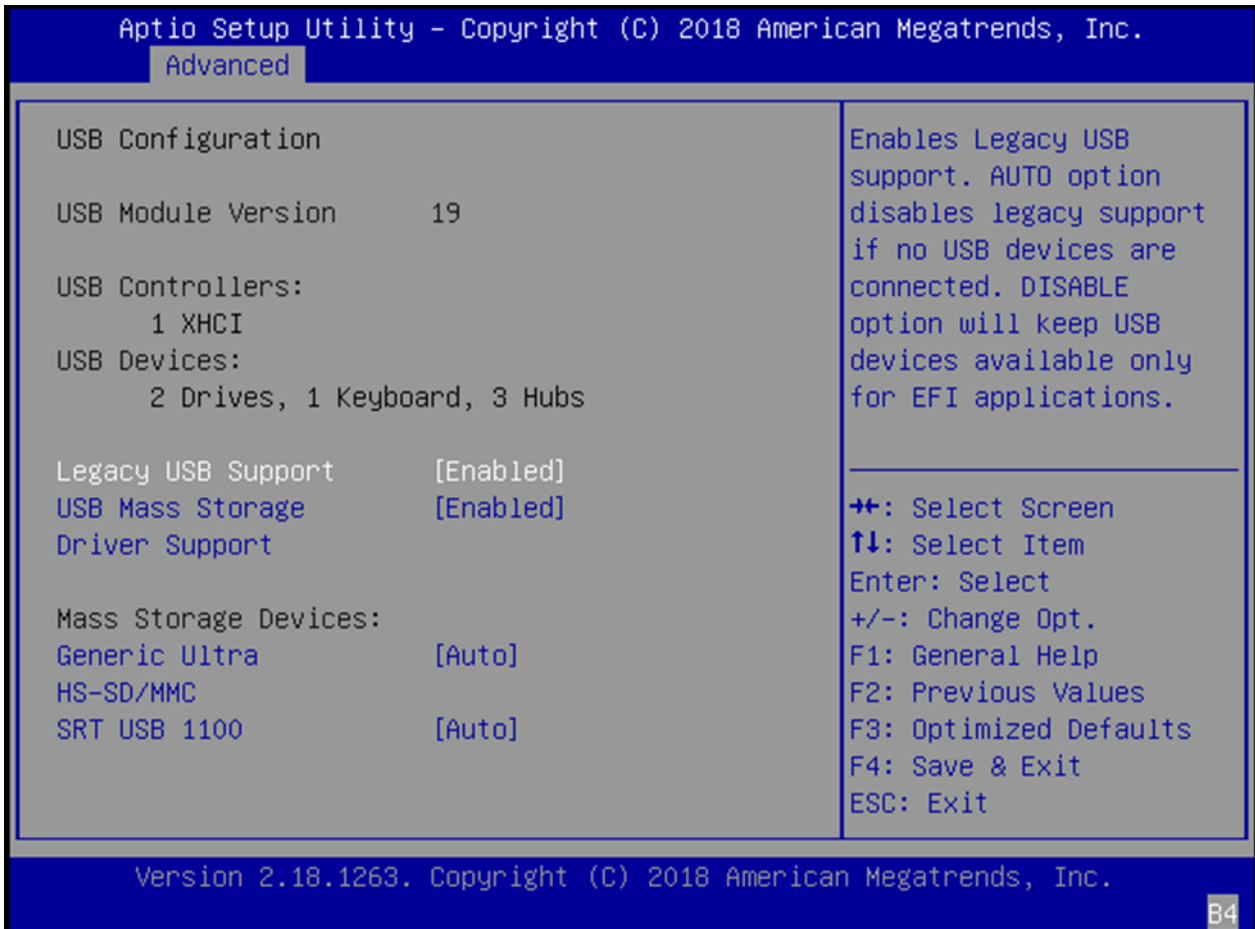 Aptio Setup Utility – Copyright (C) 2018 American Megatrends, Inc.
Advanced
USB Configuration
USB Module Version 19
USB Controllers:
1 XHCI
USB Devices:
2 Drives, 1 Keyboard, 3 Hubs
Legacy USB Support [Enabled]
USB Mass Storage [Enabled]
Driver Support
Mass Storage Devices:
Generic Ultra [Auto]
HS-SD/MMC
SRT USB 1100 [Auto]
Enables Legacy USB
support. AUTO option
disables legacy support
if no USB devices are
connected. DISABLE
option will keep USB
devices available only
for EFI applications.
→←: Select Screen
↑↓: Select Item
Enter: Select
+/-: Change Opt.
F1: General Help
F2: Previous Values
F3: Optimized Defaults
F4: Save & Exit
ESC: Exit
Version 2.18.1263. Copyright (C) 2018 American Megatrends, Inc.
B4